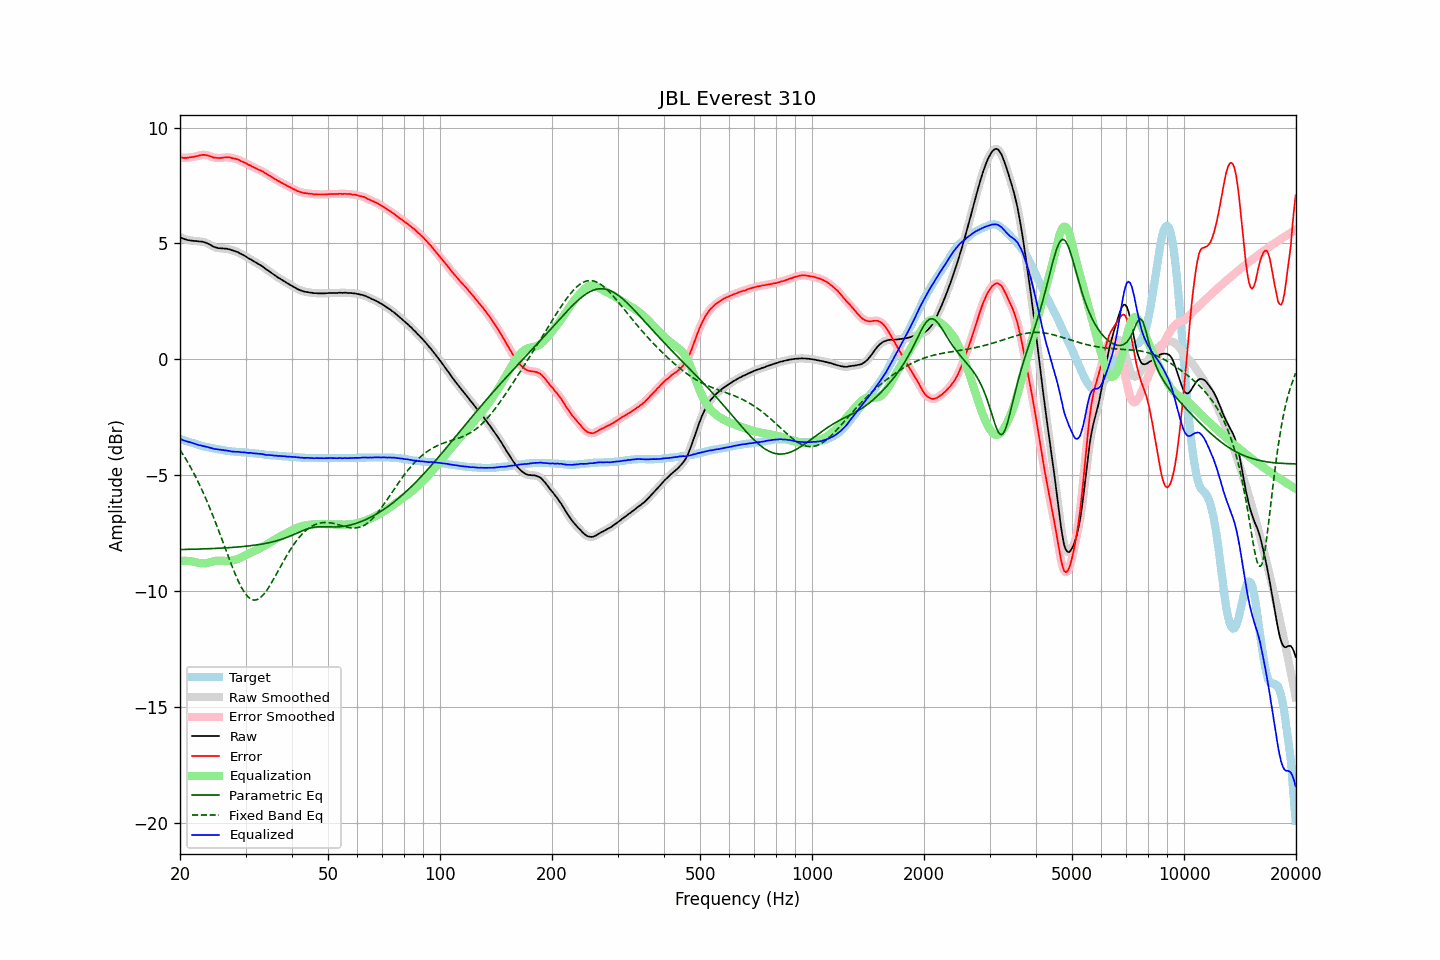 JBL Everest 310
Amplitude (dBr)
10
5
0
−5
−10
−15
−20
Target
Raw Smoothed
Error Smoothed
Raw
Error
Equalization
Parametric Eq
Fixed Band Eq
Equalized
20 50 100 200 500 1000 2000 5000 10000 20000
Frequency (Hz)